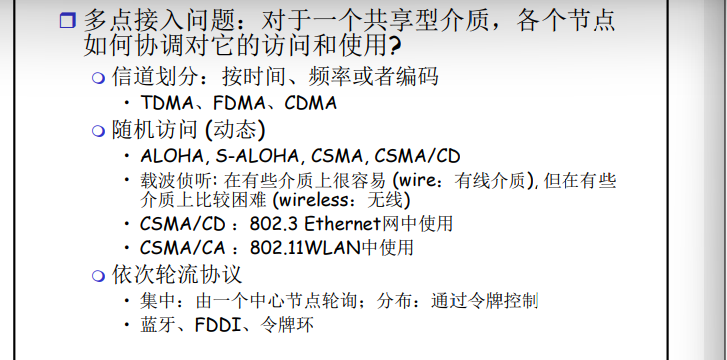 多点接入问题：对于一个共享型介质，各个节点
如何协调对它的访问和使用?
信道划分：按时间、频率或者编码
• TDMA、FDMA、CDMA
随机访问 (动态)
• ALOHA, S-ALOHA, CSMA, CSMA/CD
• 载波侦听: 在有些介质上很容易 (wire：有线介质), 但在有些
介质上比较困难 (wireless：无线)
• CSMA/CD ：802.3 Ethernet网中使用
• CSMA/CA ：802.11WLAN中使用
依次轮流协议
• 集中：由一个中心节点轮询；分布：通过令牌控制
• 蓝牙、FDDI、令牌环